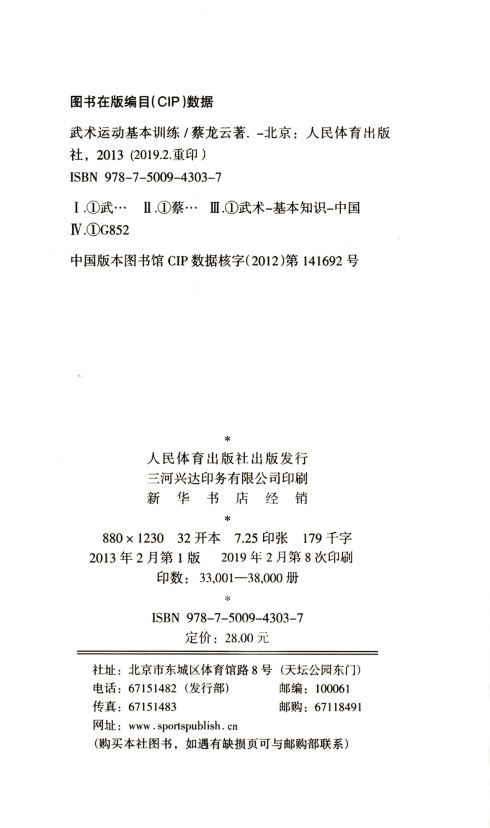 图书在版编目(CIP)数据
武术运动基本训练/蔡龙云著. -北京：人民体育出版
社，2013 (2019.2.重印)
ISBN 978-7-5009-4303-7
Ⅰ.①武… Ⅱ.①蔡… Ⅲ.①武术-基本知识-中国
Ⅳ.①G852
中国版本图书馆 CIP 数据核字(2012)第 141692 号
*
人民体育出版社出版发行
三河兴达印务有限公司印刷
新 华 书 店 经 销
*
880×1230 32 开本 7.25 印张 179 千字
2013 年 2 月第 1 版 2019 年 2 月第 8 次印刷
印数：33,001—38,000 册
*
ISBN 978-7-5009-4303-7
定价：28.00 元
社址：北京市东城区体育馆路 8 号 (天坛公园东门)
电话：67151482 (发行部) 邮编：100061
传真：67151483 邮购：67118491
网址：www.sportspublish.cn
(购买本社图书，如遇有缺损页可与邮购部联系)